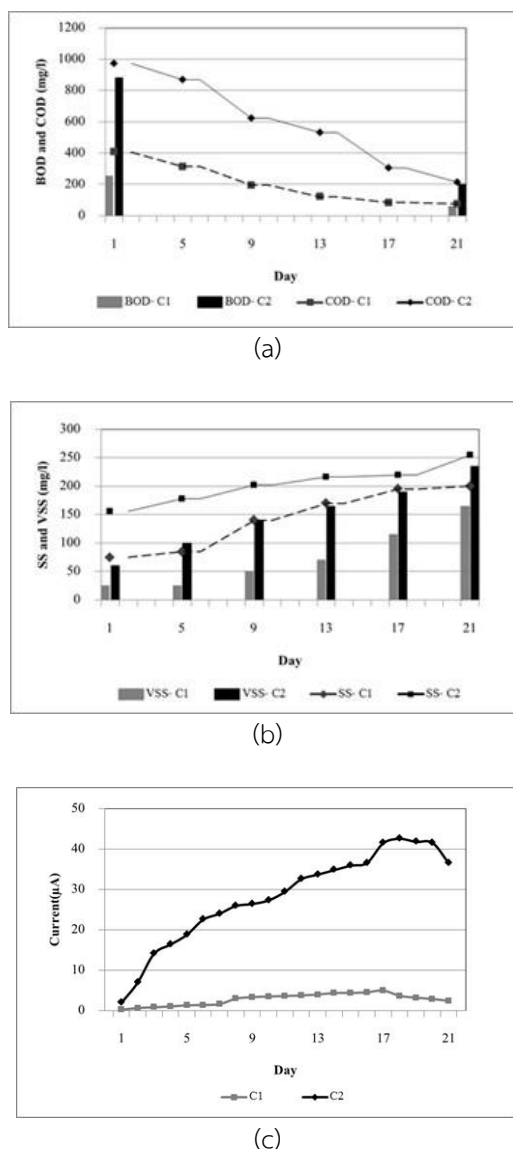 1200
1000
800
600
400
200
0
BOD and COD (mg/l)
1 5 9 13 17 21
Day
BOD- C1 BOD- C2 COD- C1 COD- C2
(a)
300
250
200
150
100
50
0
SS and VSS (mg/l)
1 5 9 13 17 21
Day
VSS- C1 VSS- C2 SS- C1 SS- C2
(b)
50
40
30
20
10
0
Current(µA)
1 5 9 13 17 21
Day
C1 C2
(c)